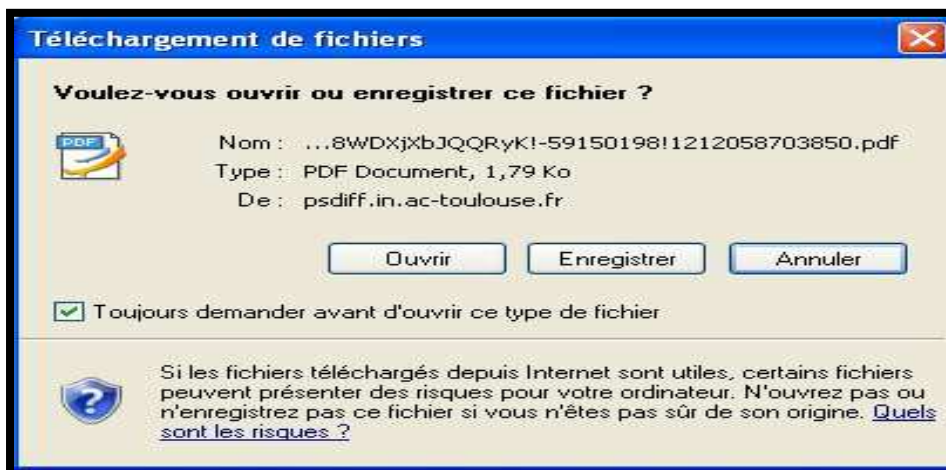 Téléchargement de fichiers
Voulez-vous ouvrir ou enregistrer ce fichier ?
PDF
Nom : ...8WDXjXbJQQRyK!-59150198!1212058703850.pdf
Type : PDF Document, 1,79 Ko
De : psdiff.in.ac-toulouse.fr
Ouvrir Enregistrer Annuler
Toujours demander avant d'ouvrir ce type de fichier
Si les fichiers téléchargés depuis Internet sont utiles, certains fichiers
peuvent présenter des risques pour votre ordinateur. N'ouvrez pas ou
n'enregistrez pas ce fichier si vous n'êtes pas sûr de son origine. Quels
sont les risques ?